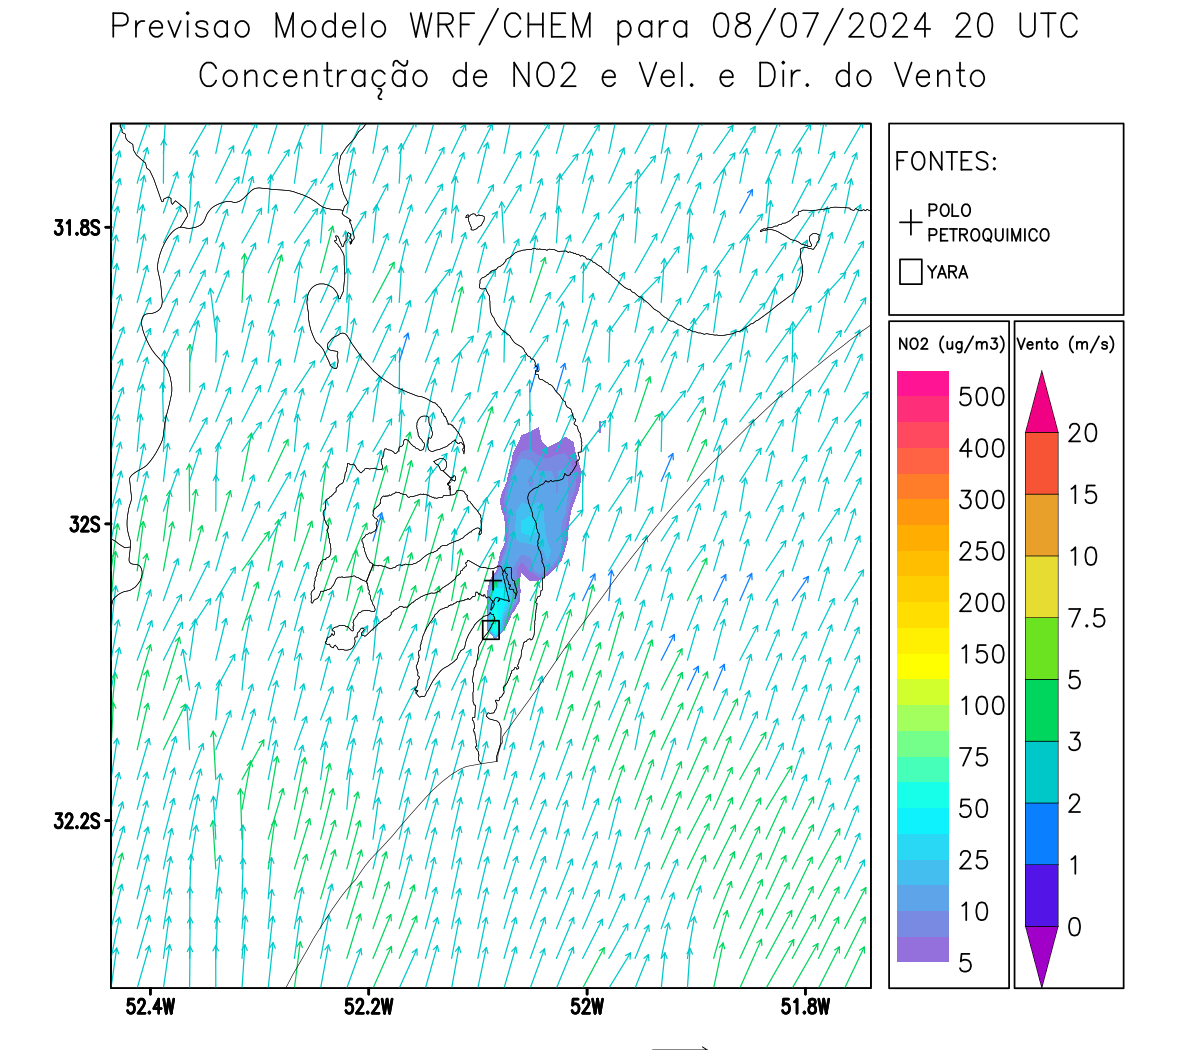 Previsao Modelo WRF/CHEM para 08/07/2024 20 UTC
Concentração de NO2 e Vel. e Dir. do Vento
FONTES:
POLO
PETROQUIMICO
YARA
31.8S
32S
32.2S
52.4W
52.2W
52W
51.8W
NO2 (ug/m3)
500
400
300
250
200
150
100
75
50
25
10
5
Vento (m/s)
20
15
10
7.5
5
3
2
1
0